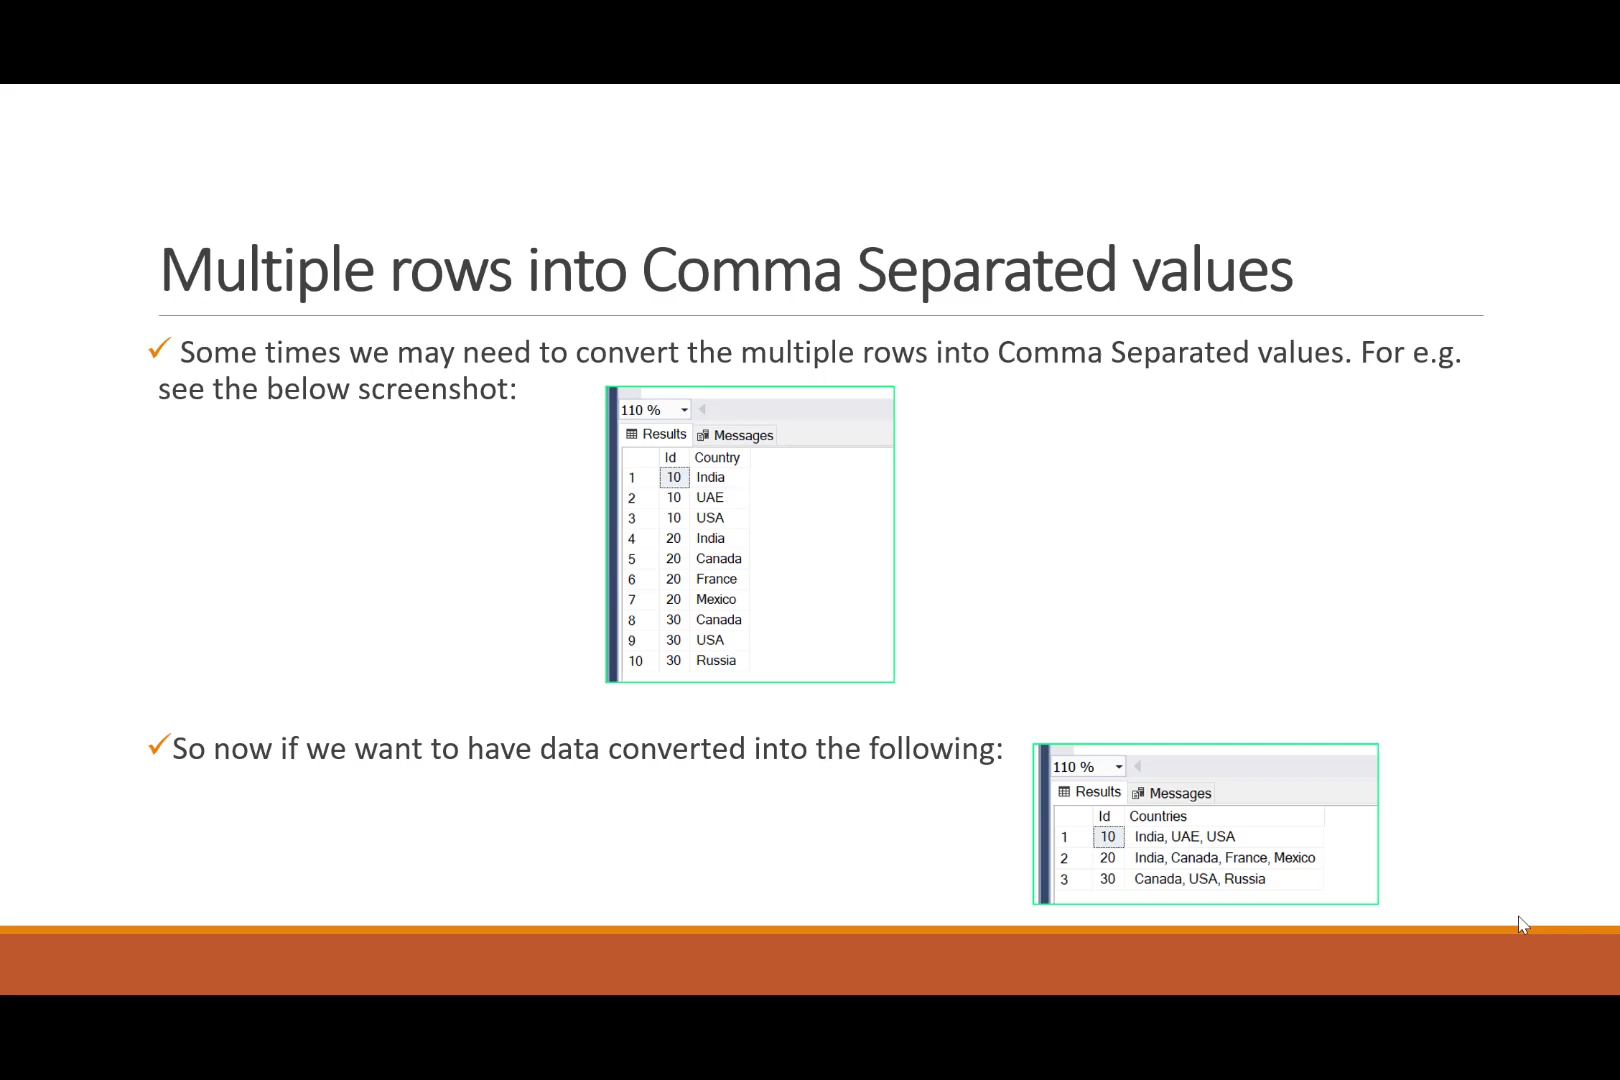 Multiple rows into Comma Separated values
✓ Some times we may need to convert the multiple rows into Comma Separated values. For e.g.
see the below screenshot:
110 %
Results Messages
Id Country
1 10 India
2 10 UAE
3 10 USA
4 20 India
5 20 Canada
6 20 France
7 20 Mexico
8 30 Canada
9 30 USA
10 30 Russia
✓So now if we want to have data converted into the following:
110 %
Results Messages
Id Countries
1 10 India, UAE, USA
2 20 India, Canada, France, Mexico
3 30 Canada, USA, Russia